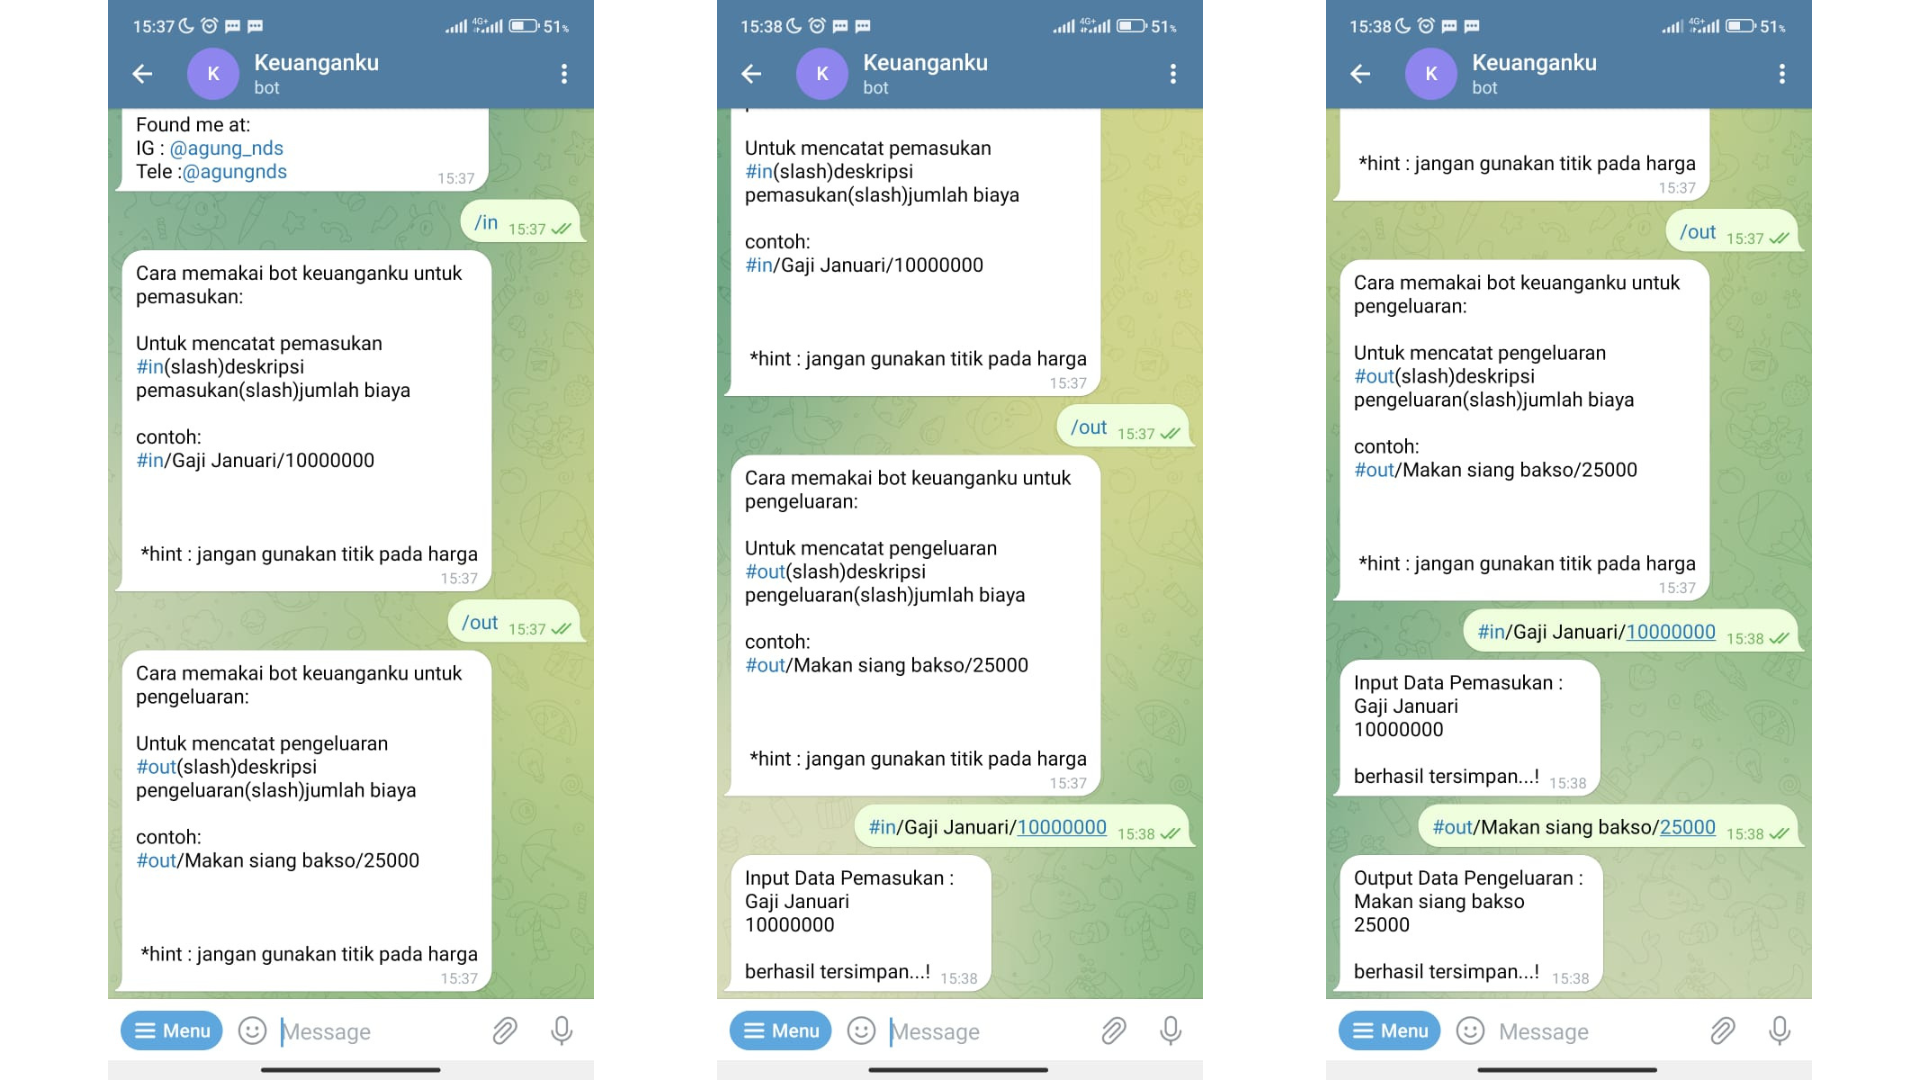 15:37
4G+
51%
K
Keuanganku
bot
Found me at:
IG : @agung_nds
Tele :@agungnds
15:37
/in
15:37
Cara memakai bot keuanganku untuk
pemasukan:
Untuk mencatat pemasukan
#in(slash)deskripsi
pemasukan(slash)jumlah biaya
contoh:
#in/Gaji Januari/10000000
*hint : jangan gunakan titik pada harga
15:37
/out
15:37
Cara memakai bot keuanganku untuk
pengeluaran:
Untuk mencatat pengeluaran
#out(slash)deskripsi
pengeluaran(slash)jumlah biaya
contoh:
#out/Makan siang bakso/25000
*hint : jangan gunakan titik pada harga
15:37
Menu
Message
15:38
4G+
51%
K
Keuanganku
bot
Untuk mencatat pemasukan
#in(slash)deskripsi
pemasukan(slash)jumlah biaya
contoh:
#in/Gaji Januari/10000000
*hint : jangan gunakan titik pada harga
15:37
/out
15:37
Cara memakai bot keuanganku untuk
pengeluaran:
Untuk mencatat pengeluaran
#out(slash)deskripsi
pengeluaran(slash)jumlah biaya
contoh:
#out/Makan siang bakso/25000
*hint : jangan gunakan titik pada harga
15:37
#in/Gaji Januari/10000000
15:38
Input Data Pemasukan :
Gaji Januari
10000000
berhasil tersimpan...!
15:38
Menu
Message
15:38
4G+
51%
K
Keuanganku
bot
*hint : jangan gunakan titik pada harga
15:37
/out
15:37
Cara memakai bot keuanganku untuk
pengeluaran:
Untuk mencatat pengeluaran
#out(slash)deskripsi
pengeluaran(slash)jumlah biaya
contoh:
#out/Makan siang bakso/25000
*hint : jangan gunakan titik pada harga
15:37
#in/Gaji Januari/10000000
15:38
Input Data Pemasukan :
Gaji Januari
10000000
berhasil tersimpan...!
15:38
#out/Makan siang bakso/25000
15:38
Output Data Pengeluaran :
Makan siang bakso
25000
berhasil tersimpan...!
15:38
Menu
Message